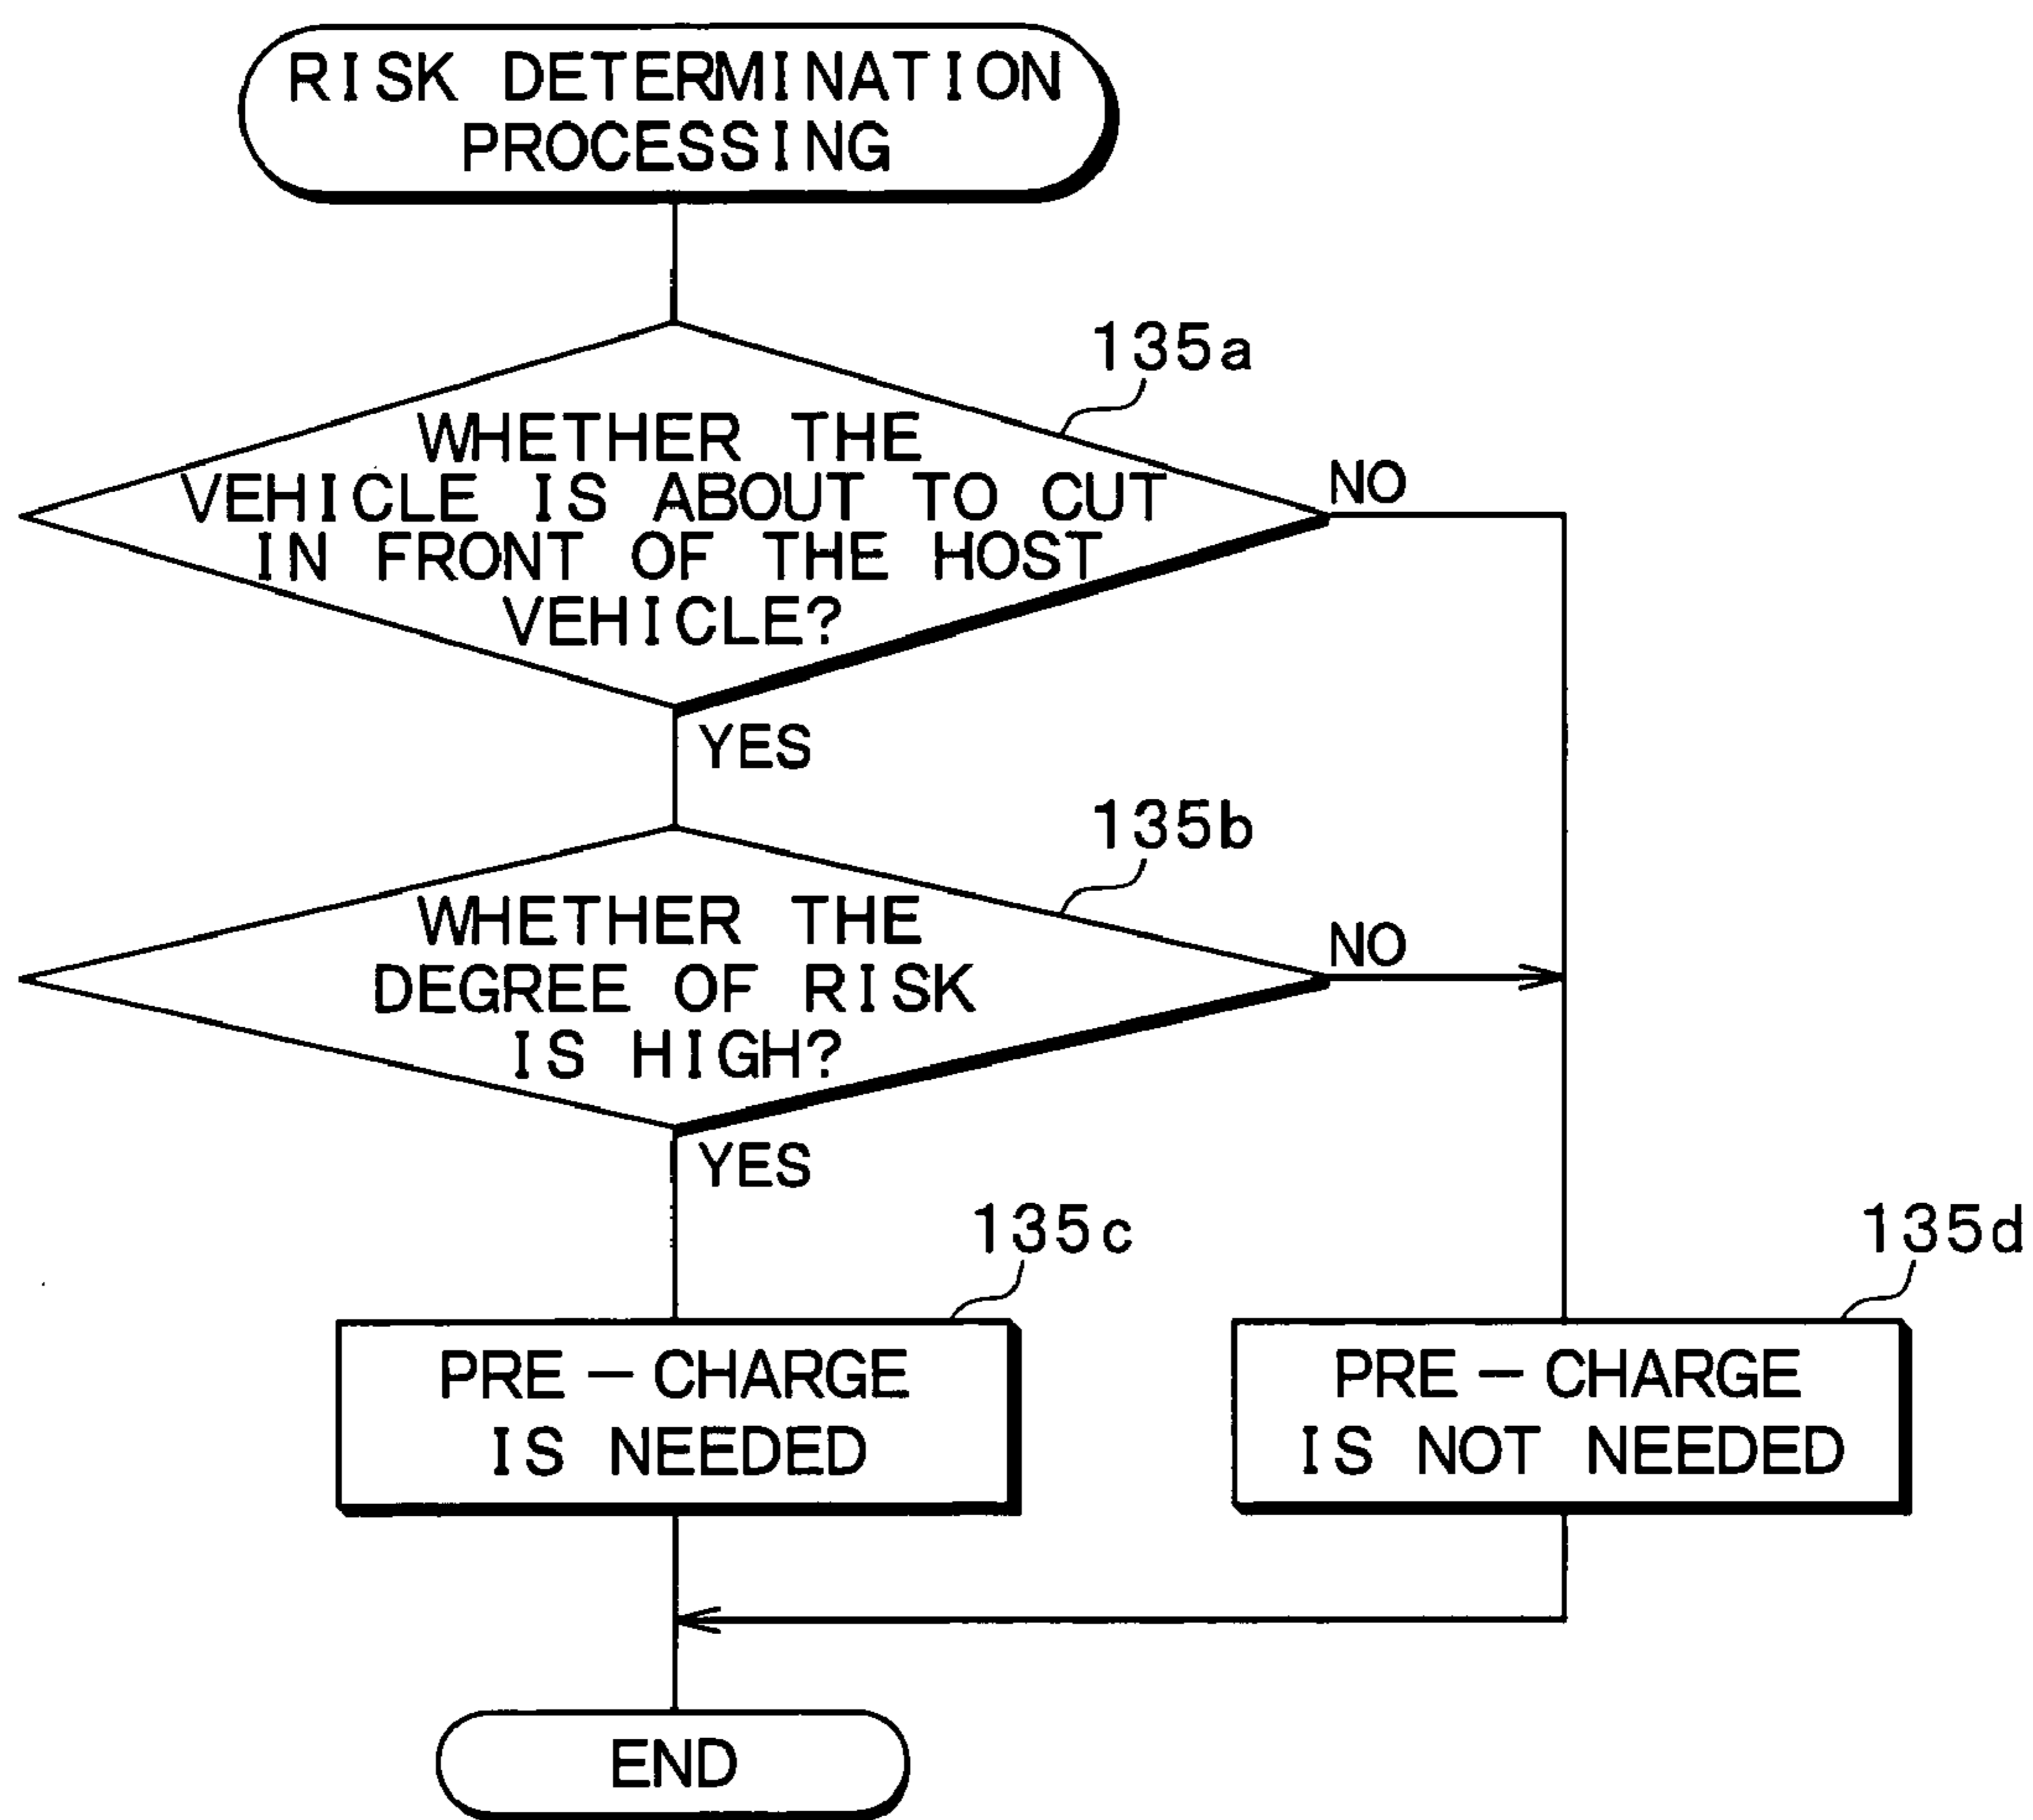 RISK DETERMINATION
PROCESSING
135a
WHETHER THE
VEHICLE IS ABOUT TO CUT
IN FRONT OF THE HOST
VEHICLE?
NO
YES
135b
WHETHER THE
DEGREE OF RISK
IS HIGH?
NO
YES
135c
PRE-CHARGE
IS NEEDED
135d
PRE-CHARGE
IS NOT NEEDED
END